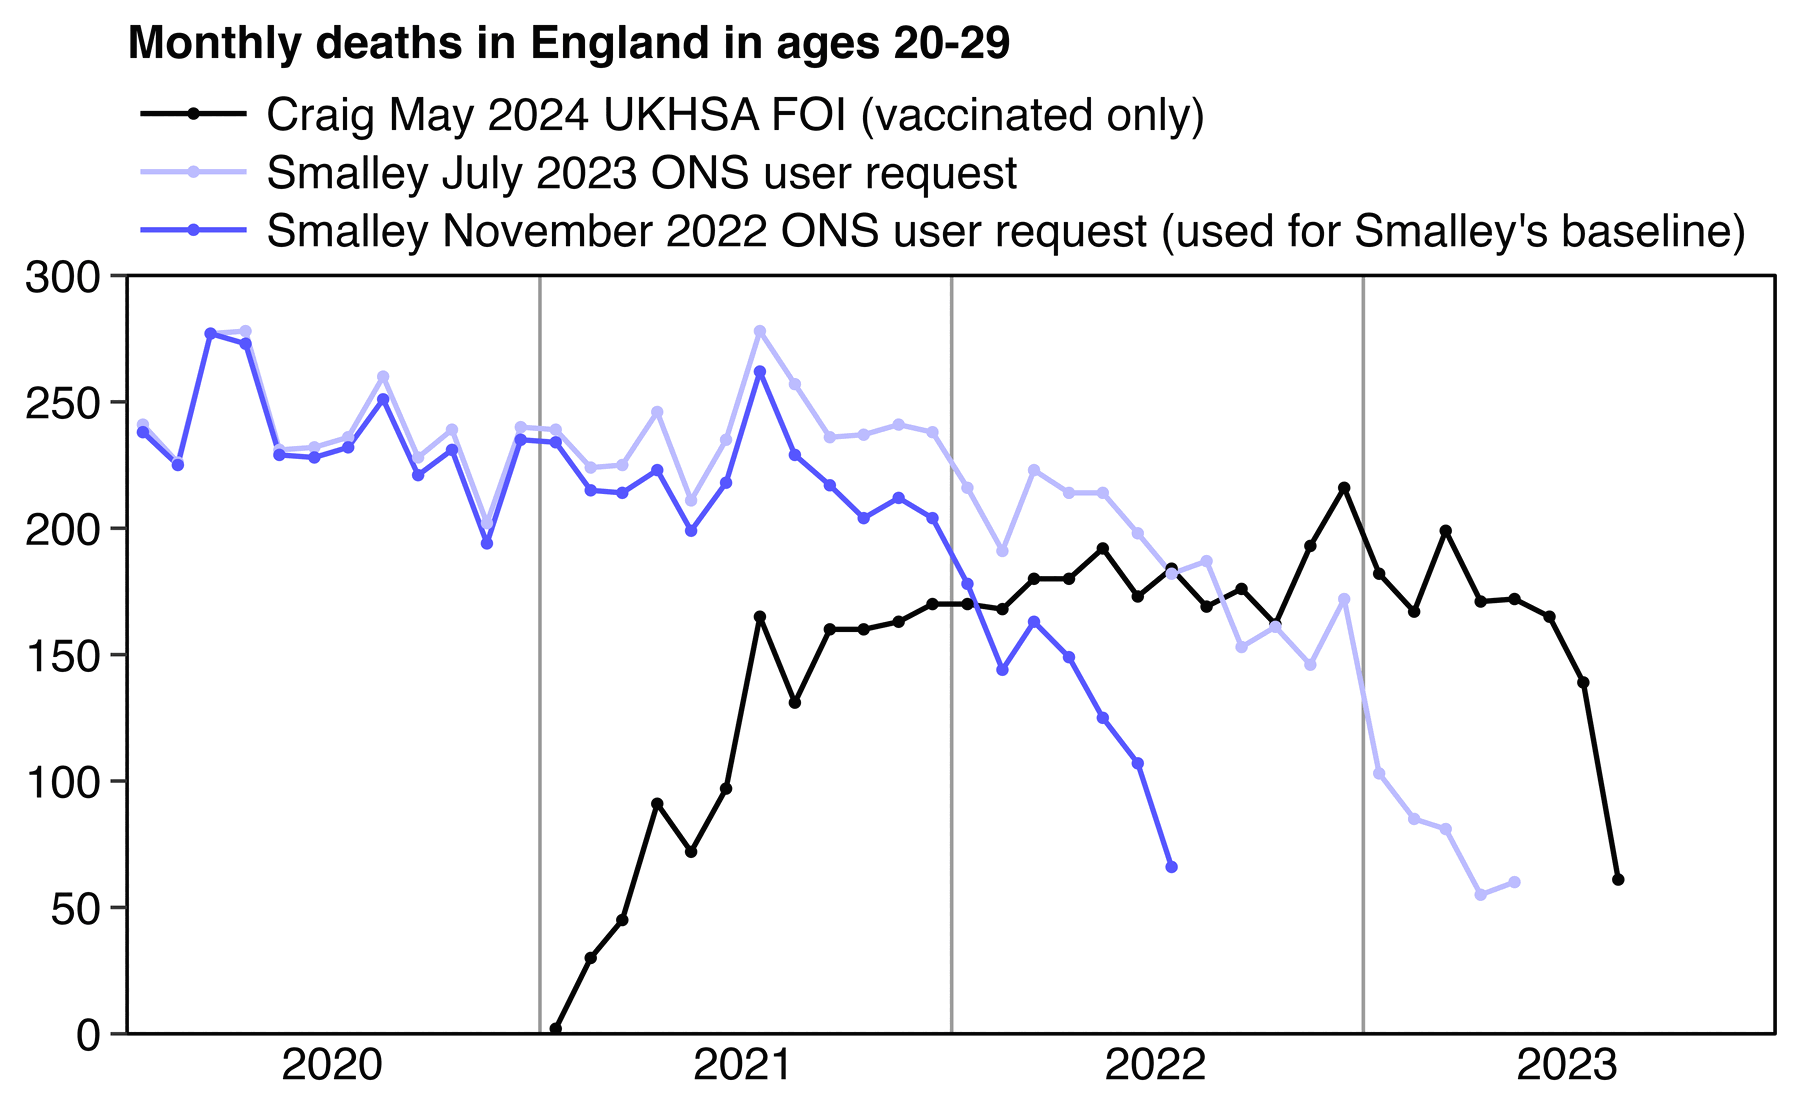 Monthly deaths in England in ages 20-29
Craig May 2024 UKHSA FOI (vaccinated only)
Smalley July 2023 ONS user request
Smalley November 2022 ONS user request (used for Smalley's baseline)
300
250
200
150
100
50
0
2020 2021 2022 2023